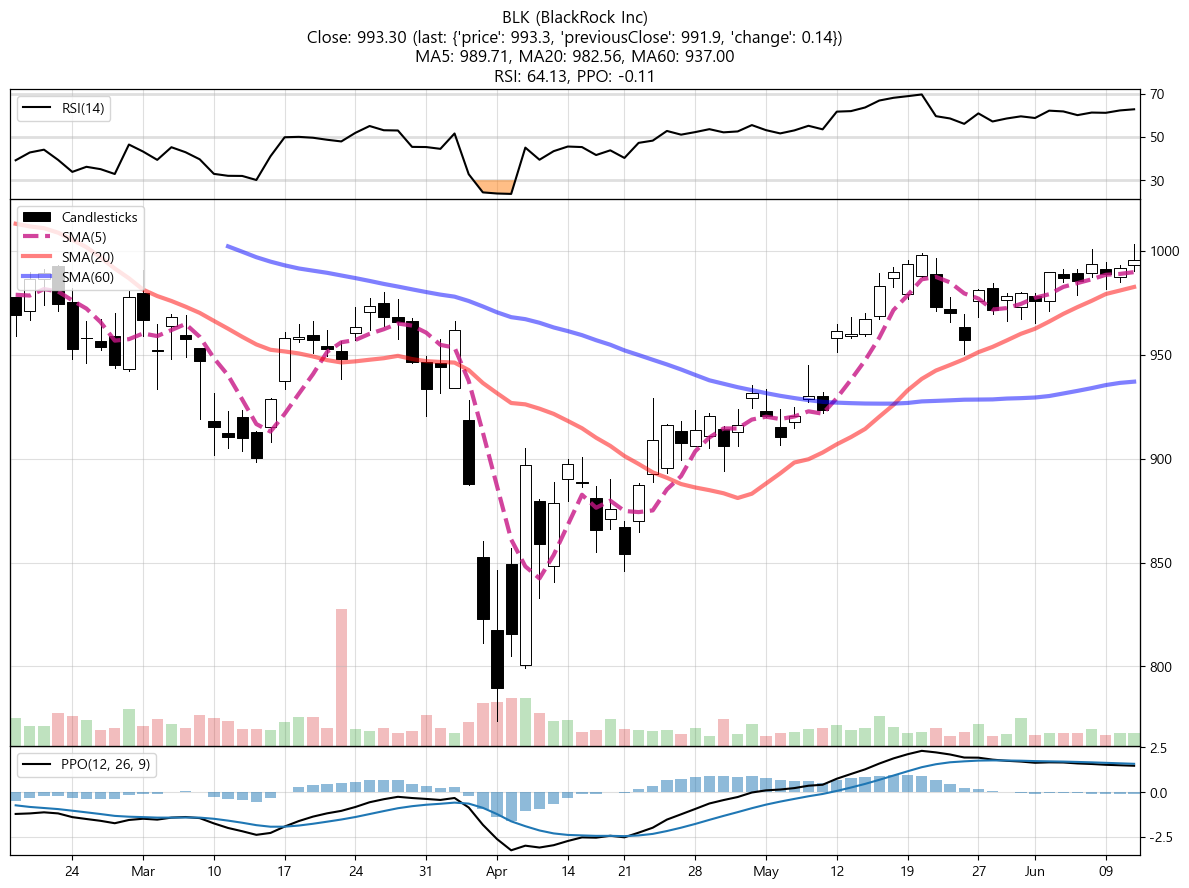 BLK (BlackRock Inc)
Close: 993.30 (last: {'price': 993.3, 'previousClose': 991.9, 'change': 0.14})
MA5: 989.71, MA20: 982.56, MA60: 937.00
RSI: 64.13, PPO: -0.11
RSI(14)
70
50
30
Candlesticks
SMA(5)
SMA(20)
SMA(60)
1000
950
900
850
800
PPO(12, 26, 9)
2.5
0.0
-2.5
24 Mar 10 17 24 31 Apr 14 21 28 May 12 19 27 Jun 09